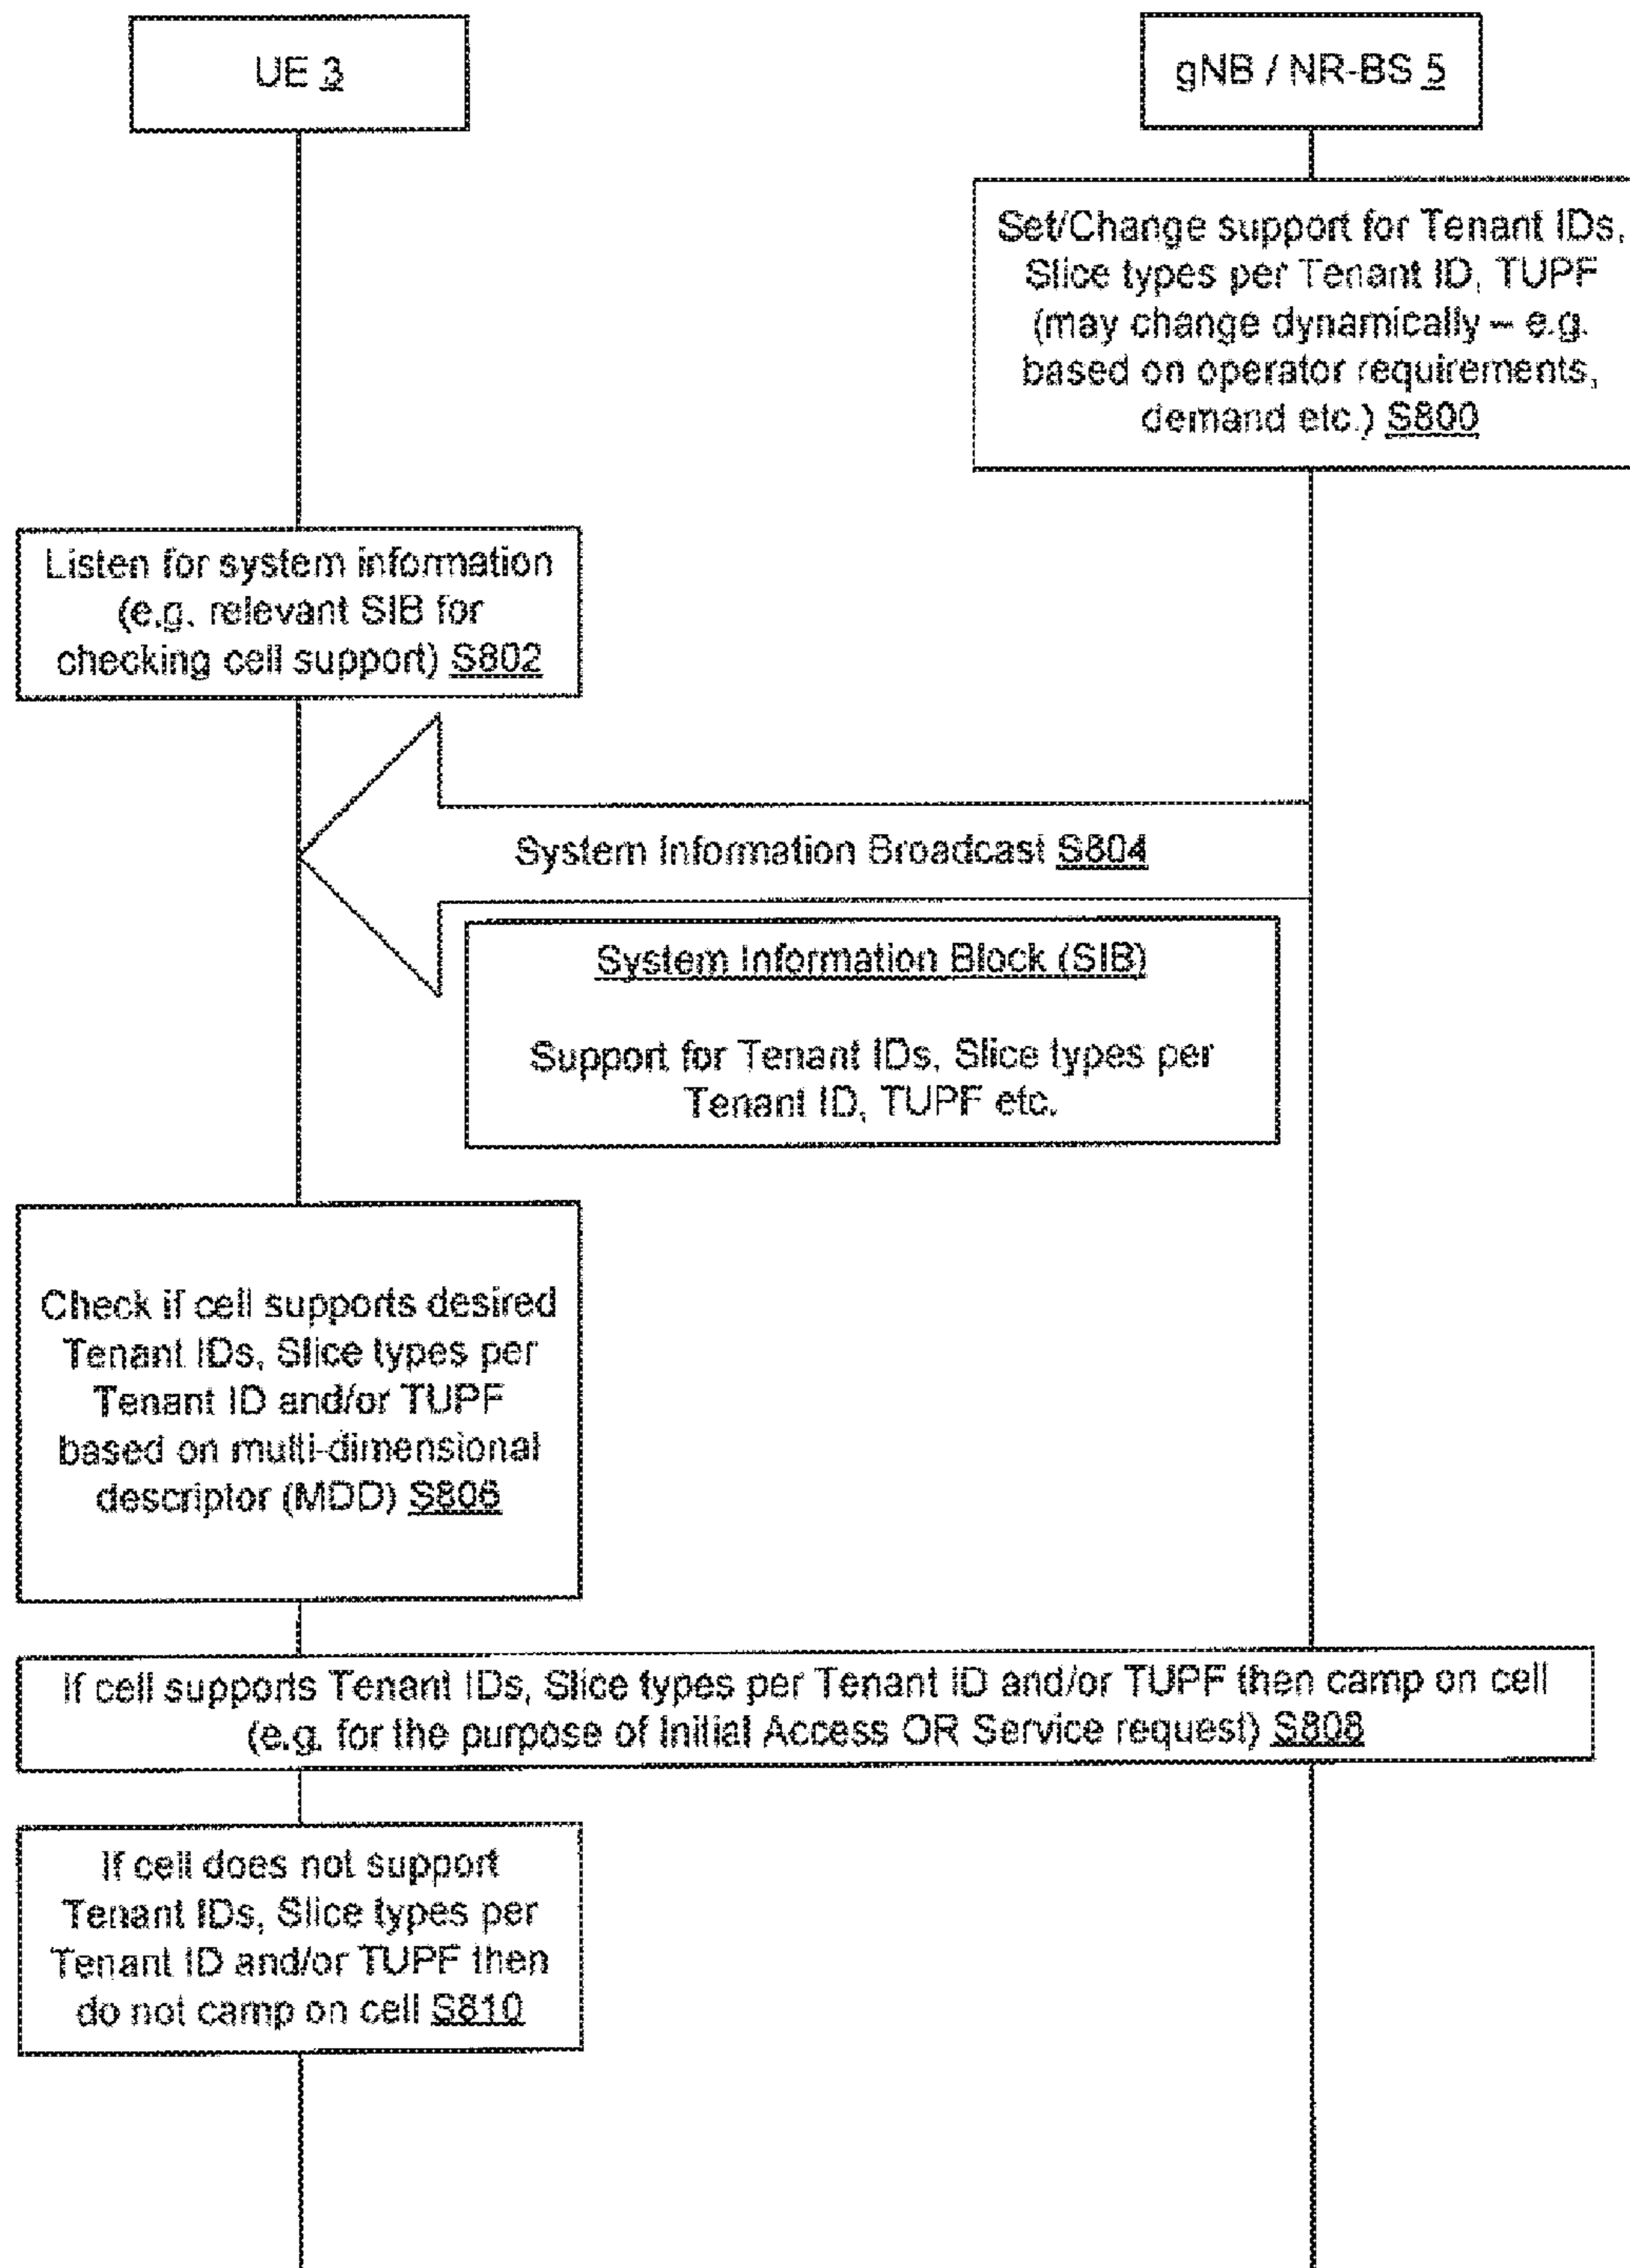 UE 3
gNB / NR-BS 5
Set/Change support for Tenant IDs,
Slice types per Tenant ID, TUPF
(may change dynamically – e.g.
based on operator requirements,
demand etc.) S800
Listen for system information
(e.g. relevant SIB for
checking cell support) S802
System Information Broadcast S804
System Information Block (SIB)
Support for Tenant IDs, Slice types per
Tenant ID, TUPF etc.
Check if cell supports desired
Tenant IDs, Slice types per
Tenant ID and/or TUPF
based on multi-dimensional
descriptor (MDD) S806
If cell supports Tenant IDs, Slice types per Tenant ID and/or TUPF then camp on cell
(e.g. for the purpose of Initial Access OR Service request) S808
If cell does not support
Tenant IDs, Slice types per
Tenant ID and/or TUPF then
do not camp on cell S810